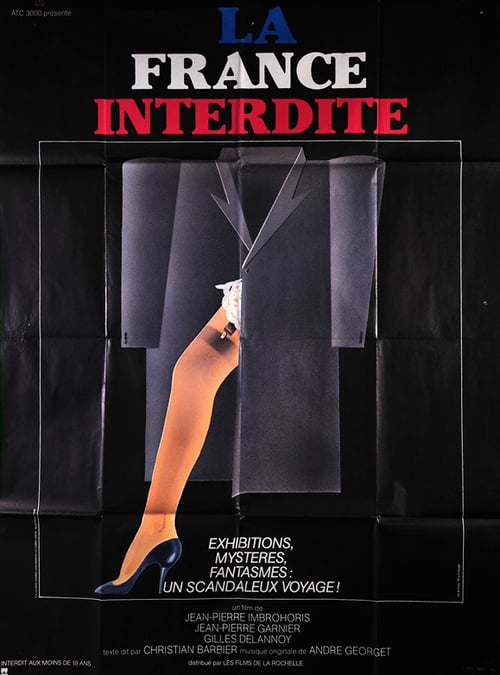 ATC 3000 présente
LA
FRANCE
INTERDITE
EXHIBITIONS,
MYSTERES,
FANTASMES:
UN SCANDALEUX VOYAGE!
un film de
JEAN-PIERRE IMBROHORIS
JEAN-PIERRE GARNIER
GILLES DELANNOY
texte dit par CHRISTIAN BARBIER musique originale de ANDRE GEORGET
INTERDIT AUX MOINS DE 18 ANS
distribué par LES FILMS DE LA ROCHELLE